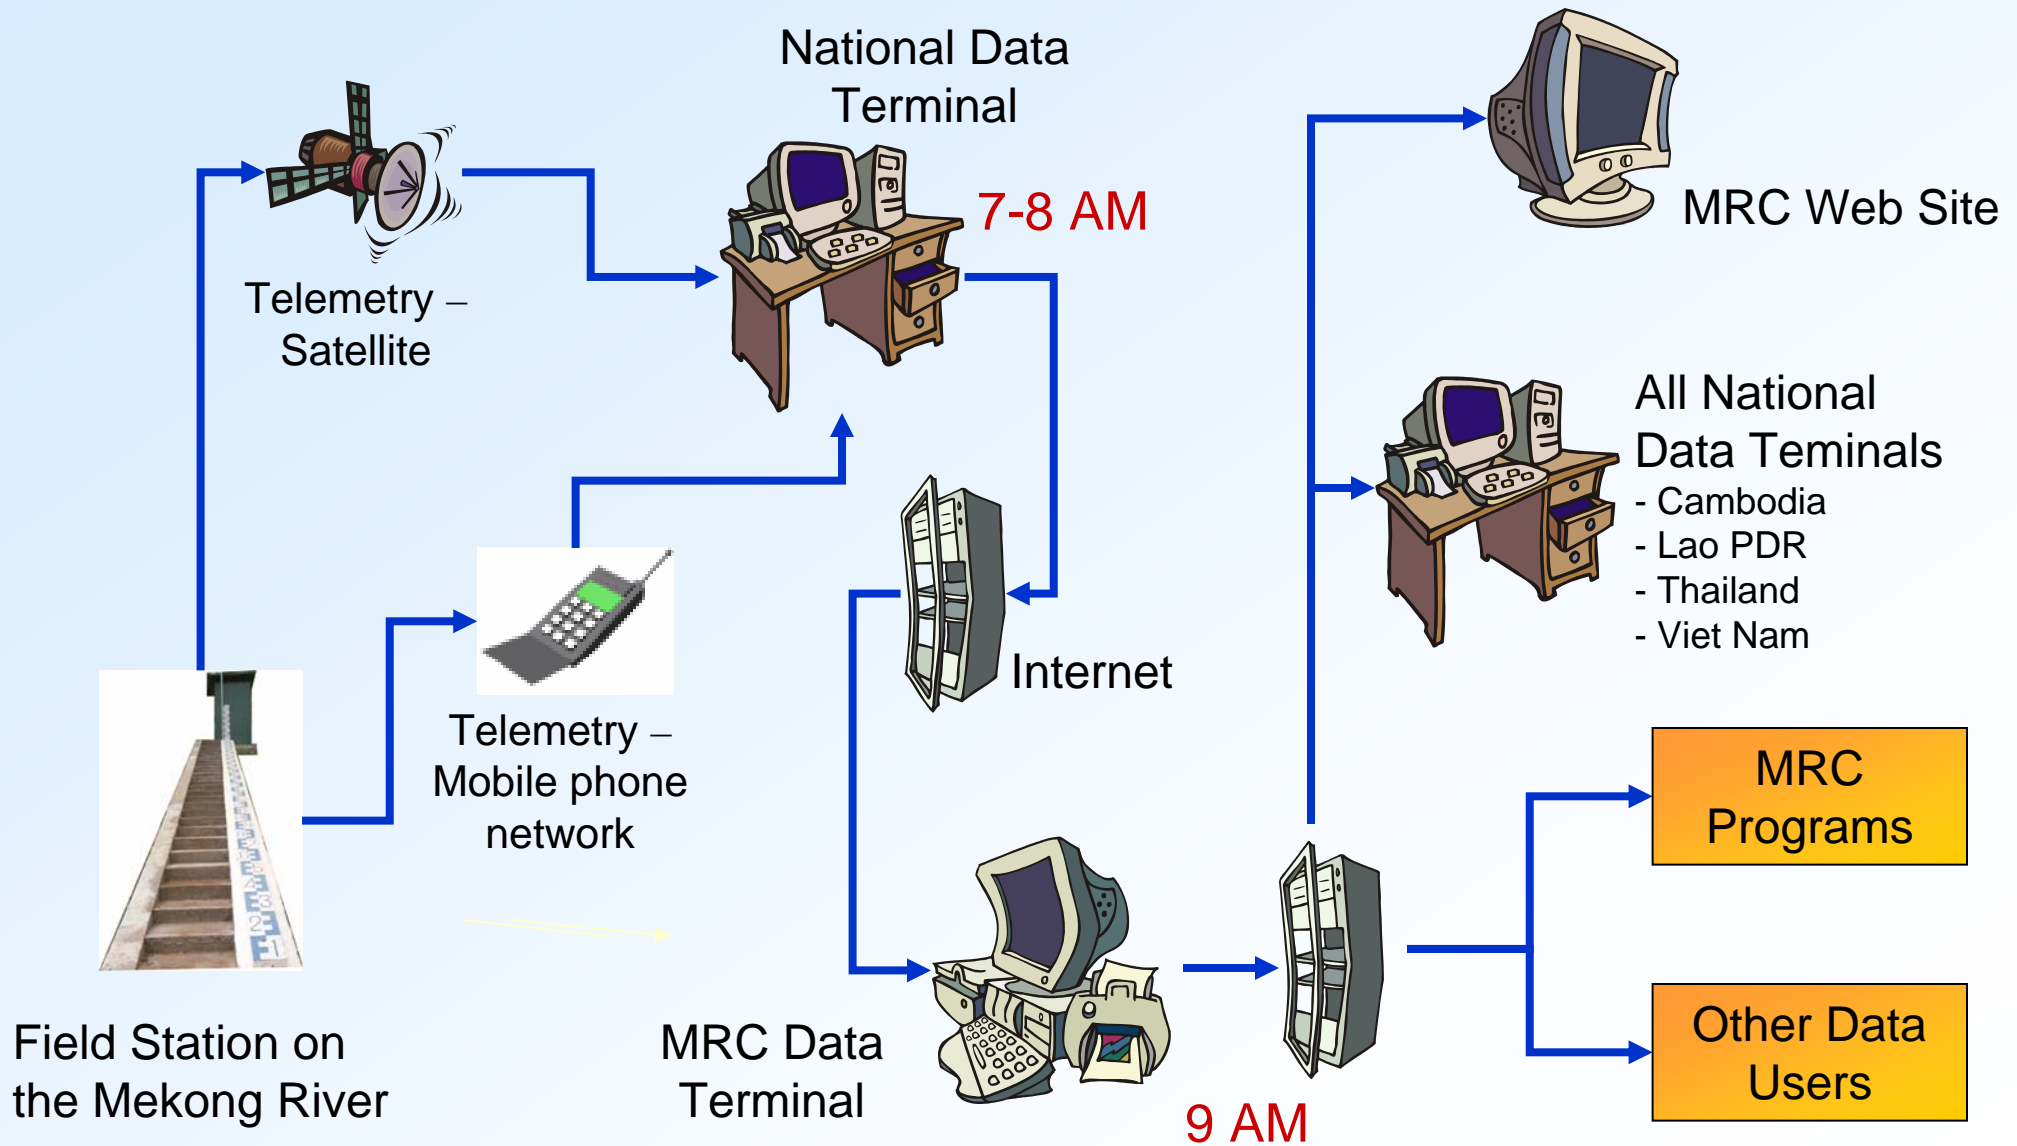 National Data
Terminal
7-8 AM
Telemetry –
Satellite
MRC Web Site
All National
Data Teminals
- Cambodia
- Lao PDR
- Thailand
- Viet Nam
Internet
Telemetry –
Mobile phone
network
MRC
Programs
Field Station on
the Mekong River
MRC Data
Terminal
9 AM
Other Data
Users